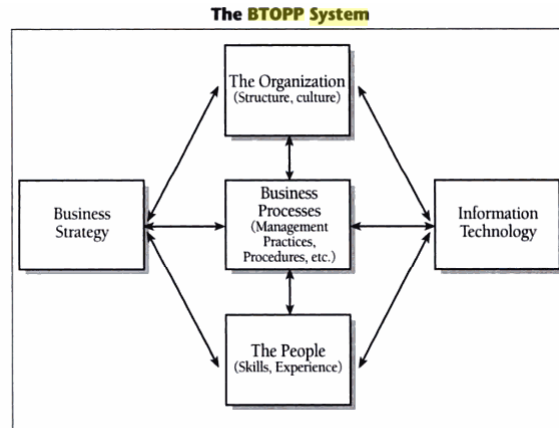 The BTOPP System
The Organization
(Structure, culture)
Business
Strategy
Business
Processes
(Management
Practices,
Procedures, etc.)
Information
Technology
The People
(Skills, Experience)